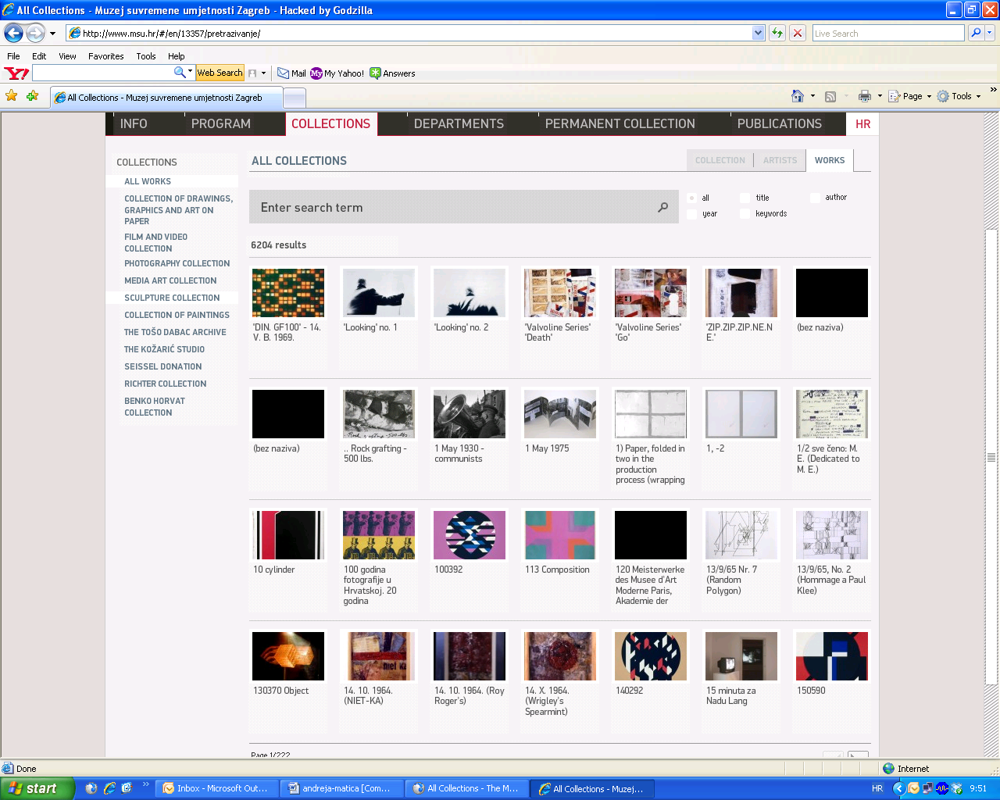 All Collections - Muzej suvremene umjetnosti Zagreb - Hacked by Godzilla
http://www.msu.hr/#/en/13357/pretrazivanje/
Live Search
File Edit View Favorites Tools Help
Y! Web Search Mail My Yahoo! Answers
All Collections - Muzej suvremene umjetnosti Zagreb
Page Tools
INFO PROGRAM COLLECTIONS DEPARTMENTS PERMANENT COLLECTION PUBLICATIONS HR
COLLECTIONS
ALL WORKS
COLLECTION OF DRAWINGS,
GRAPHICS AND ART ON
PAPER
FILM AND VIDEO
COLLECTION
PHOTOGRAPHY COLLECTION
MEDIA ART COLLECTION
SCULPTURE COLLECTION
COLLECTION OF PAINTINGS
THE TOŠO DABAC ARCHIVE
THE KOŽARIĆ STUDIO
SEISSEL DONATION
RICHTER COLLECTION
BENKO HORVAT
COLLECTION
ALL COLLECTIONS
COLLECTION ARTISTS WORKS
Enter search term
all title author
year keywords
6204 results
'DIN. GF100' - 14.
V. B. 1969.
'Looking' no. 1
'Looking' no. 2
'Valvoline Series'
'Death'
'Valvoline Series'
'Go'
'ZIP.ZIP.ZIP.NE.N
E.'
(bez naziva)
(bez naziva)
.. Rock grafting -
500 lbs.
1 May 1930 -
communists
1 May 1975
1) Paper, folded in
two in the
production
process (wrapping
1, -2
1/2 sve čeno: M.
E. (Dedicated to
M. E.)
10 cylinder
100 godina
fotografije u
Hrvatskoj. 20
godina
100392
113 Composition
120 Meisterwerke
des Musee d'Art
Moderne Paris,
Akademie der
13/9/65 Nr. 7
(Random
Polygon)
13/9/65, No. 2
(Hommage a Paul
Klee)
130370 Object
14. 10. 1964.
(NIET-KA)
14. 10. 1964. (Roy
Roger's)
14. X. 1964.
(Wrigley's
Spearmint)
140292
15 minuta za
Nadu Lang
150590
Page 1/222
Done
Internet
start
Inbox - Microsoft Out...
andreja-matica [Com...
All Collections - The M...
All Collections - Muzej...
HR
9:51